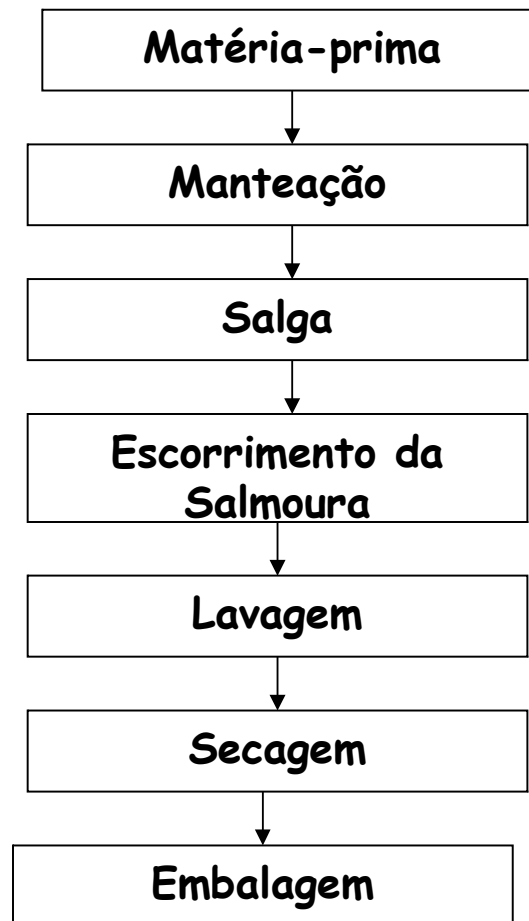 Matéria-prima
Manteação
Salga
Escorrimento da
Salmoura
Lavagem
Secagem
Embalagem